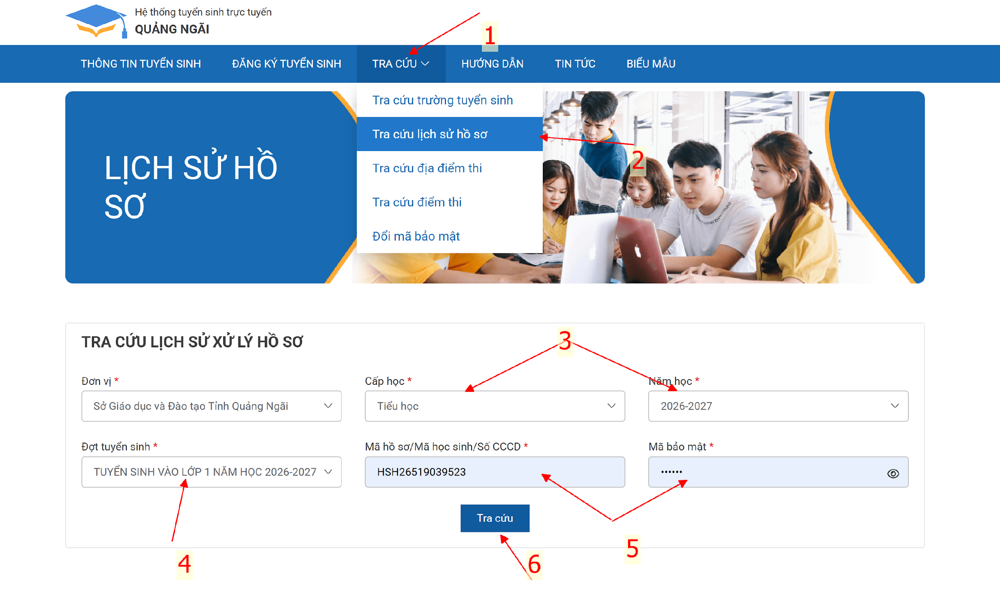 Hệ thống tuyển sinh trực tuyến
QUẢNG NGÃI
1
THÔNG TIN TUYỂN SINH ĐĂNG KÝ TUYỂN SINH TRA CỨU HƯỚNG DẪN TIN TỨC BIỂU MẪU
Tra cứu trường tuyển sinh
Tra cứu lịch sử hồ sơ
2
Tra cứu địa điểm thi
Tra cứu điểm thi
Đổi mã bảo mật
LỊCH SỬ HỒ
SƠ
TRA CỨU LỊCH SỬ XỬ LÝ HỒ SƠ
3
Đơn vị * Cấp học * Năm học *
Sở Giáo dục và Đào tạo Tỉnh Quảng Ngãi Tiểu học 2026-2027
Đợt tuyển sinh * Mã hồ sơ/Mã học sinh/Số CCCD * Mã bảo mật *
TUYỂN SINH VÀO LỚP 1 NĂM HỌC 2026-2027 HSH26519039523 ••••••
Tra cứu
5
4
6